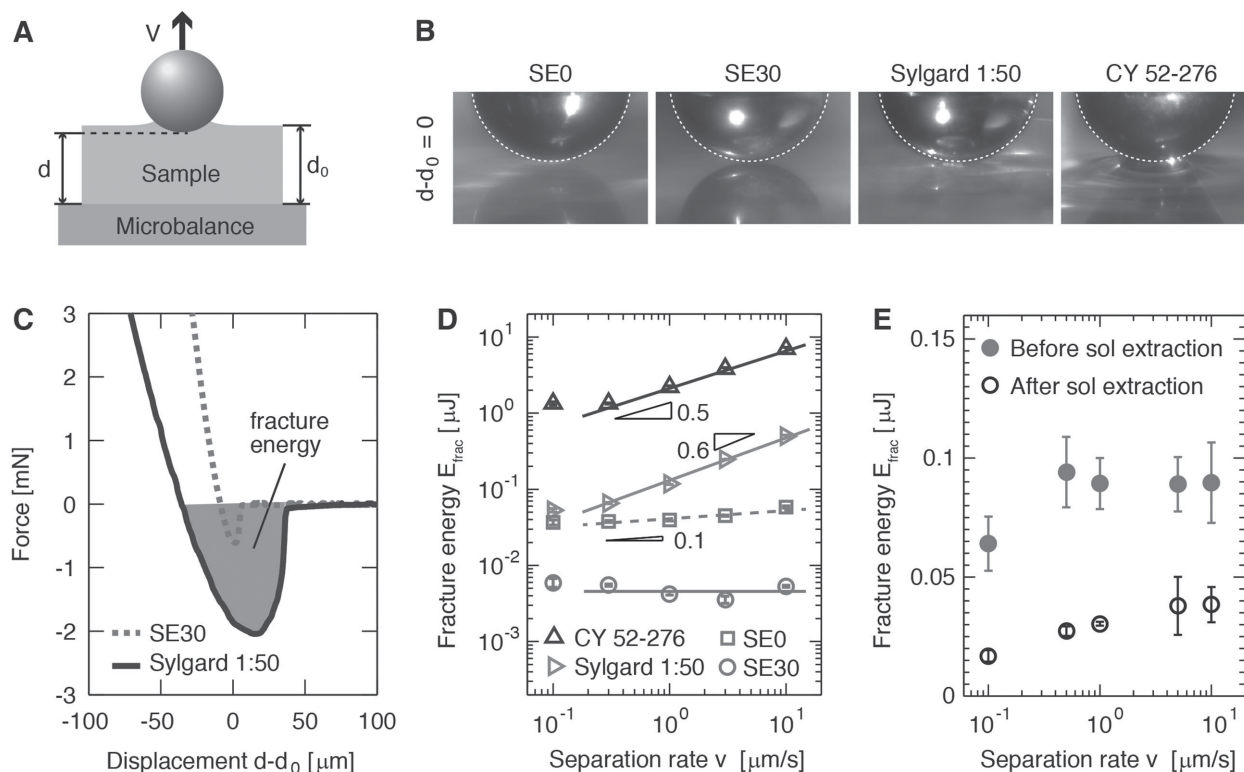 A
V
d
Sample
d0
Microbalance
B
SE0
SE30
Sylgard 1:50
CY 52-276
d-d0 = 0
C
3
2
1
0
-1
-2
-3
Force [mN]
fracture
energy
SE30
Sylgard 1:50
-100
-50
0
50
100
Displacement d-d0 [μm]
D
10^1
10^0
10^-1
10^-2
10^-3
Fracture energy Efrac [μJ]
0.5
0.6
0.1
CY 52-276
SE0
Sylgard 1:50
SE30
10^-1
10^0
10^1
Separation rate v [μm/s]
E
0.15
0.1
0.05
0
Fracture energy Efrac [μJ]
Before sol extraction
After sol extraction
10^-1
10^0
10^1
Separation rate v [μm/s]